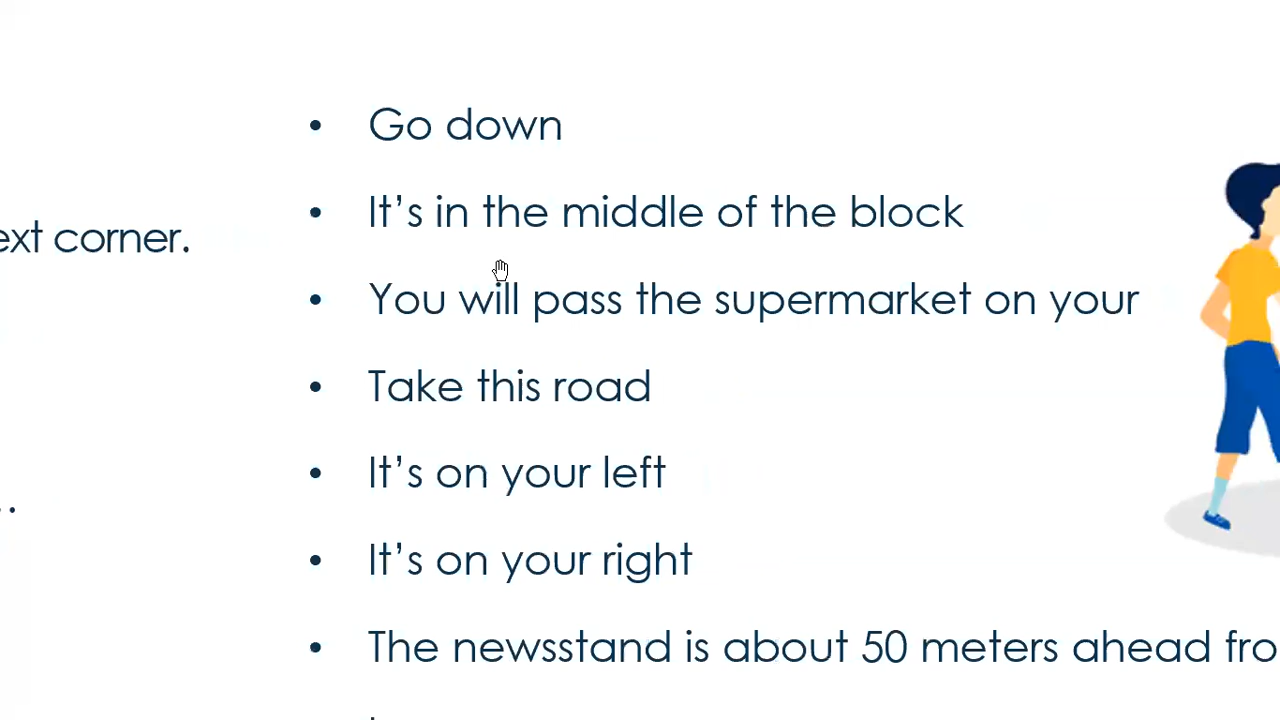 • Go down
• It’s in the middle of the block
ext corner.
• You will pass the supermarket on your
• Take this road
• It’s on your left
..
• It’s on your right
• The newsstand is about 50 meters ahead fro